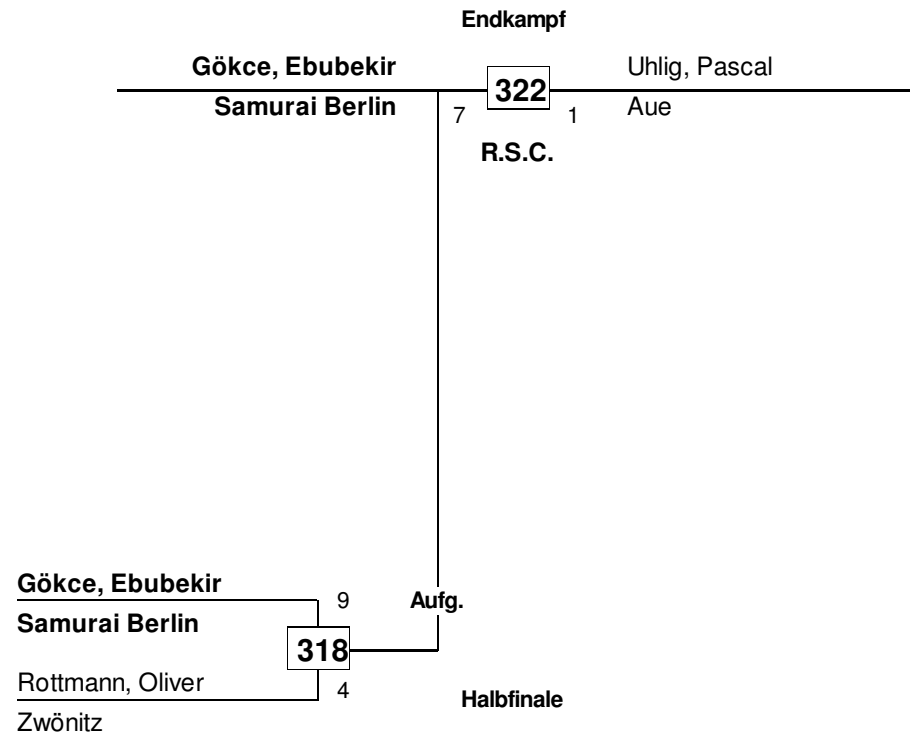 Endkampf
Gökce, Ebubekir
322
Uhlig, Pascal
Samurai Berlin
7
1
Aue
R.S.C.
Gökce, Ebubekir
9
Aufg.
Samurai Berlin
318
Rottmann, Oliver
4
Halbfinale
Zwönitz